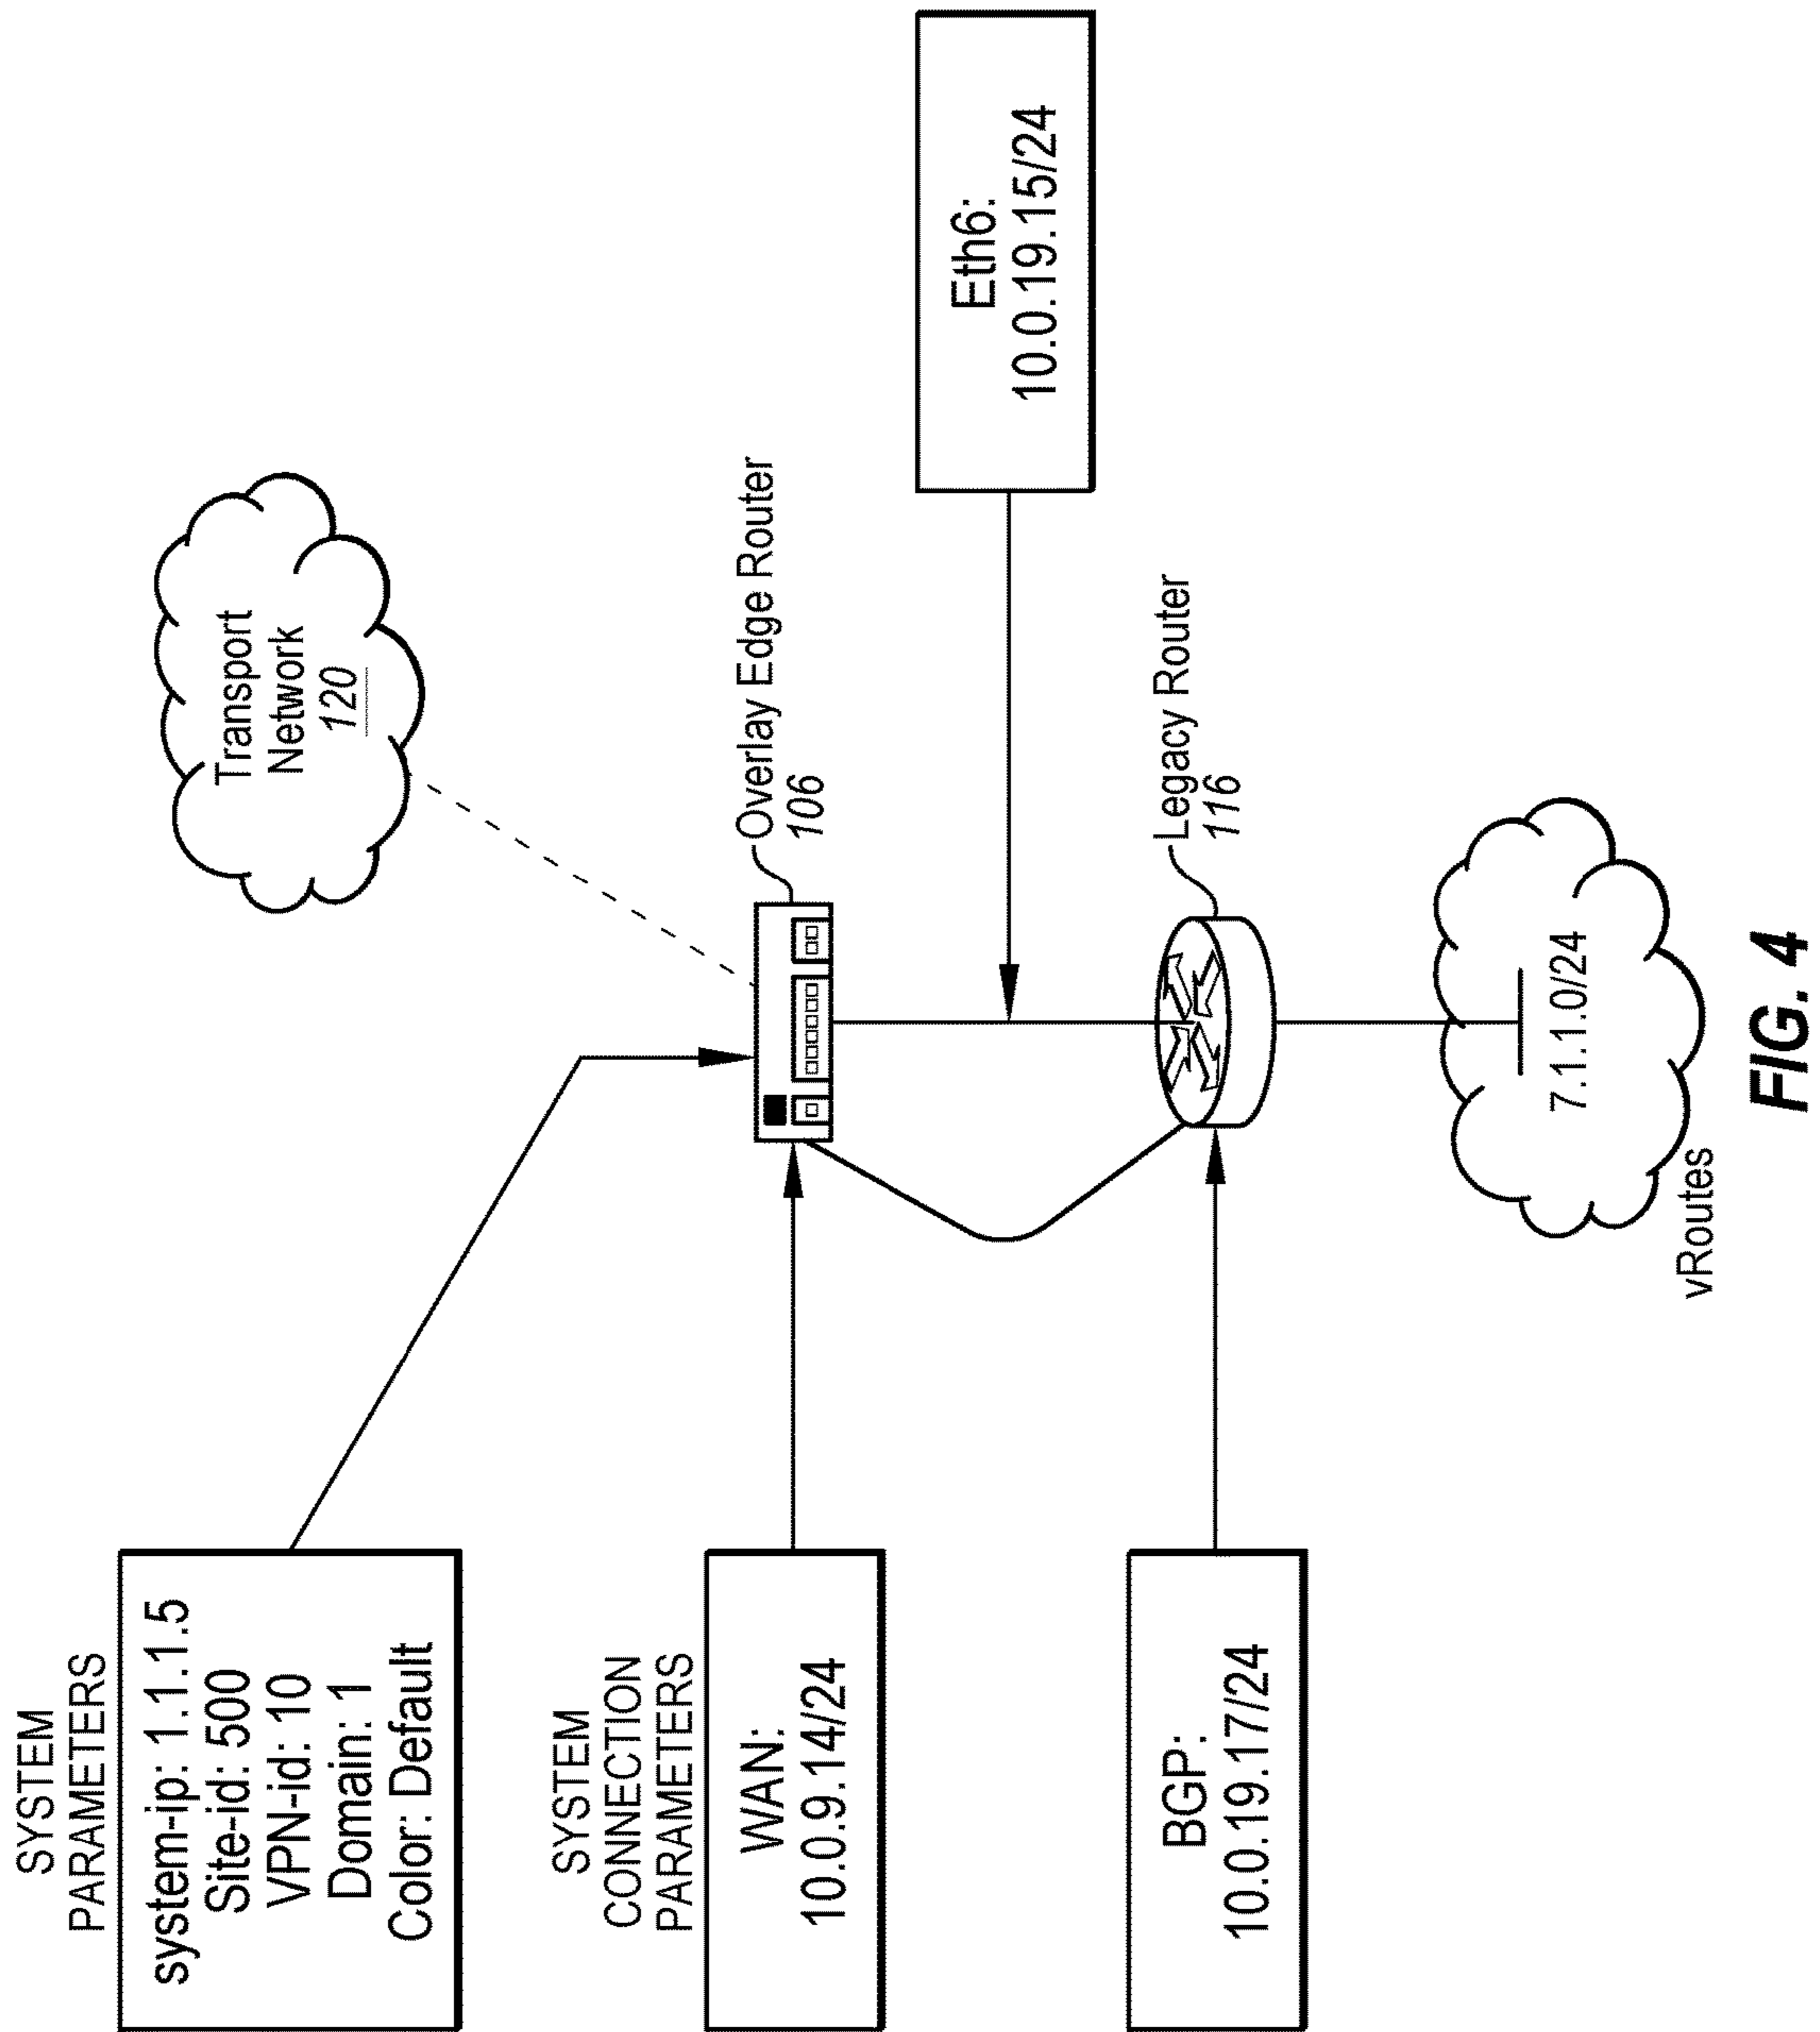 SYSTEM
PARAMETERS
system-ip: 1.1.1.5
Site-id: 500
VPN-id: 10
Domain: 1
Color: Default
Transport
Network
120
SYSTEM
CONNECTION
PARAMETERS
WAN:
10.0.9.14/24
Overlay Edge Router
106
Eth6:
10.0.19.15/24
BGP:
10.0.19.17/24
Legacy Router
116
7.1.1.0/24
vRoutes
FIG. 4